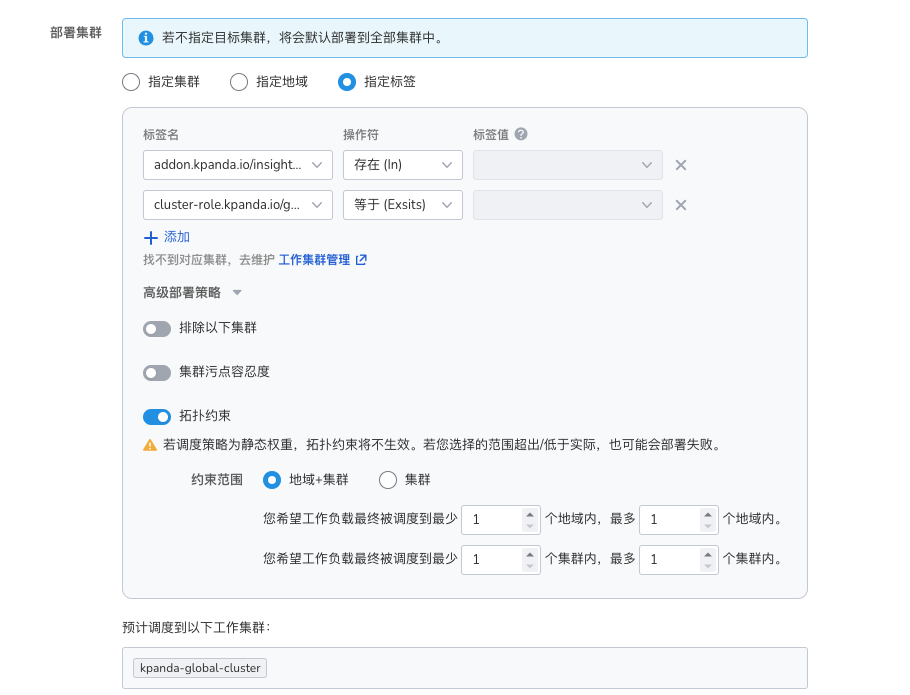 部署集群
若不指定目标集群，将会默认部署到全部集群中。
指定集群 指定地域 指定标签
标签名 操作符 标签值
addon.kpanda.io/insight... 存在 (In)
cluster-role.kpanda.io/g... 等于 (Exsits)
添加
找不到对应集群，去维护 工作集群管理
高级部署策略
排除以下集群
集群污点容忍度
拓扑约束
若调度策略为静态权重，拓扑约束将不生效。若您选择的范围超出/低于实际，也可能会部署失败。
约束范围 地域+集群 集群
您希望工作负载最终被调度到最少 1 个地域内，最多 1 个地域内。
您希望工作负载最终被调度到最少 1 个集群内，最多 1 个集群内。
预计调度到以下工作集群：
kpanda-global-cluster